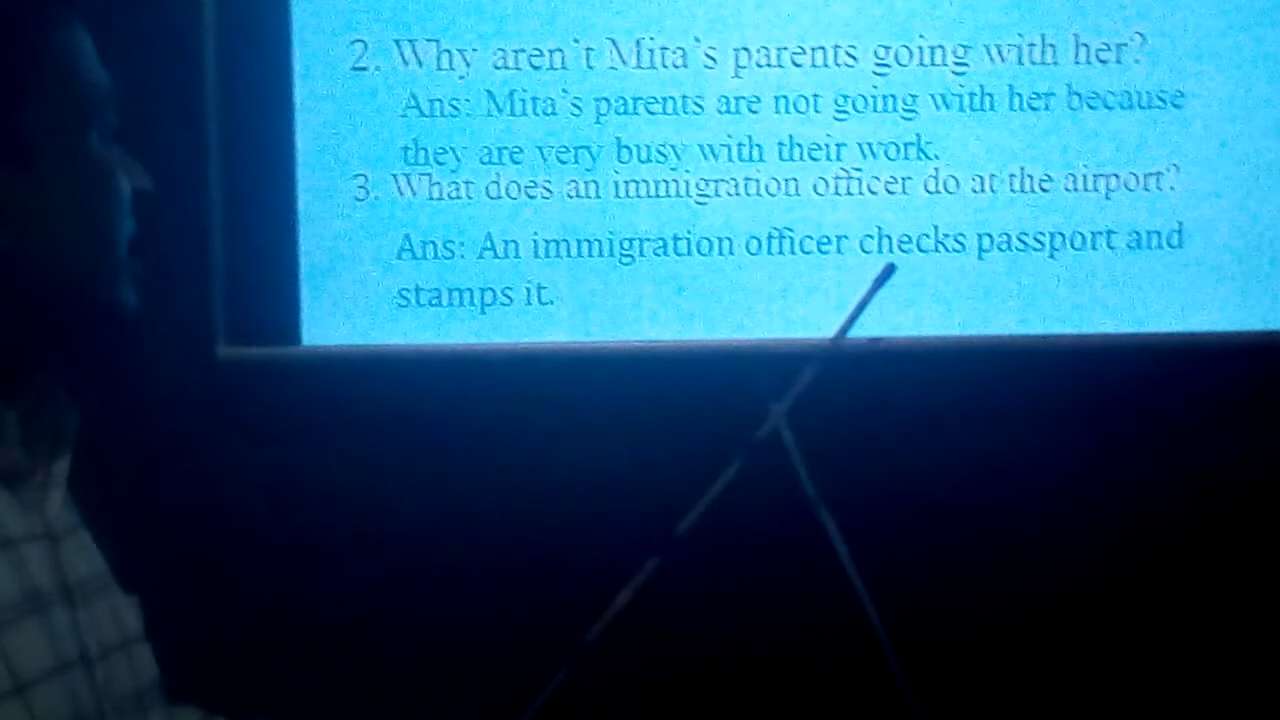 2. Why aren't Mita's parents going with her?
Ans: Mita's parents are not going with her because
they are very busy with their work.
3. What does an immigration officer do at the airport?
Ans: An immigration officer checks passport and
stamps it.